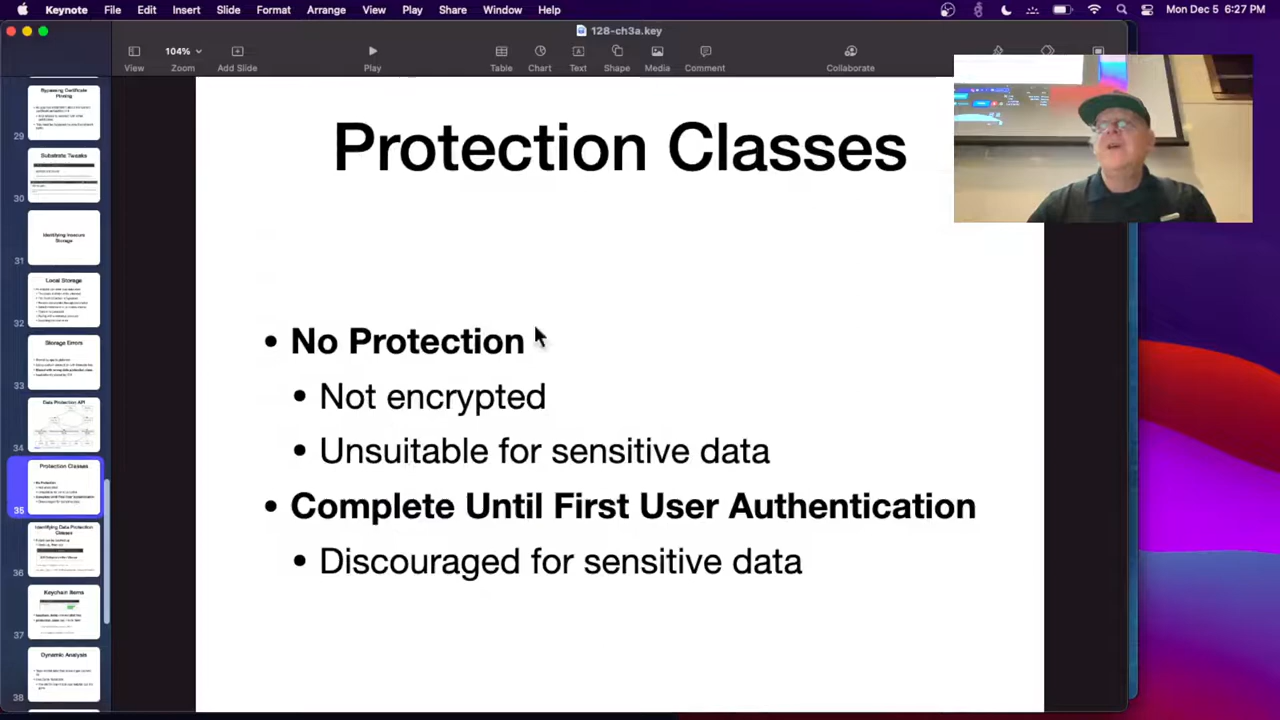 Keynote File Edit Insert Slide Format Arrange View Play Share Window Help
Mon Dec 5 6:27 PM
128-ch3a.key
104%
View Zoom Add Slide Play Table Chart Text Shape Media Comment Collaborate
Protection Classes
• No Protection
• Not encrypted
• Unsuitable for sensitive data
• Complete Until First User Authentication
• Discouraged for sensitive data
Bypassing Certificate
Pinning
29
Substrate Tweaks
30
Identifying Insecure
Storage
31
Local Storage
32
Storage Errors
33
Data Protection API
34
Protection Classes
35
Identifying Data Protection
Classes
36
Keychain Items
37
Dynamic Analysis
38